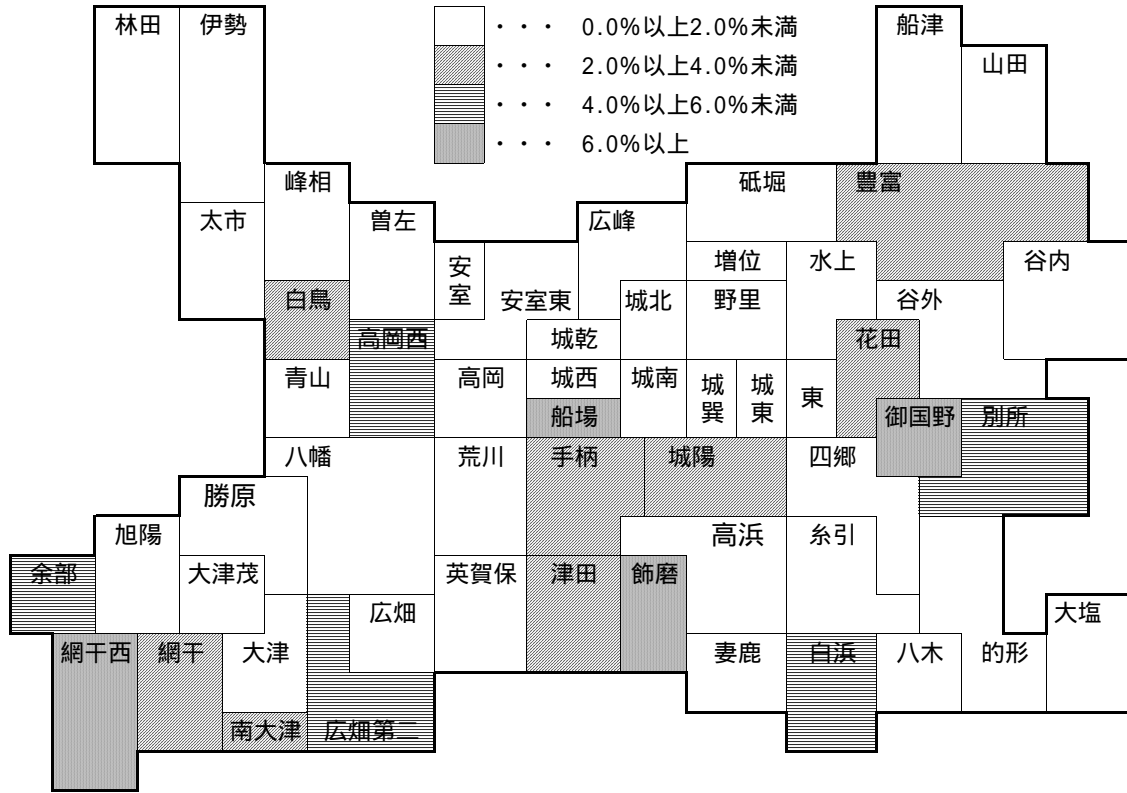 林田
伊勢
・・・ 0.0%以上2.0%未満
・・・ 2.0%以上4.0%未満
・・・ 4.0%以上6.0%未満
・・・ 6.0%以上
船津
山田
峰相
砥堀
豊富
太市
曽左
広峰
安室
安室東
増位
水上
谷内
白鳥
城北
野里
谷外
高岡西
城乾
花田
青山
高岡
城西
城南
城巽
城東
東
船場
御国野
別所
八幡
荒川
手柄
城陽
四郷
勝原
旭陽
高浜
糸引
余部
大津茂
英賀保
津田
飾磨
広畑
大塩
網干西
網干
大津
妻鹿
白浜
八木
的形
南大津
広畑第二